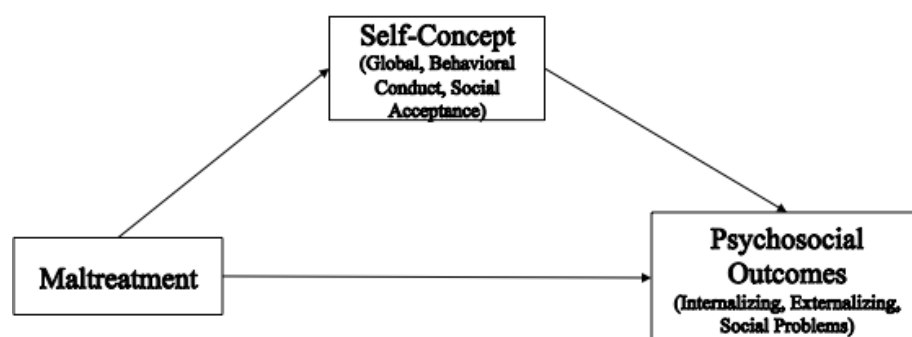 Self-Concept
(Global, Behavioral
Conduct, Social
Acceptance)
Maltreatment
Psychosocial
Outcomes
(Internalizing, Externalizing,
Social Problems)